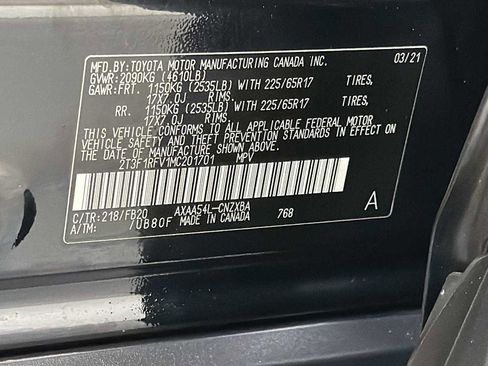 MFD.BY:TOYOTA MOTOR MANUFACTURING CANADA INC. 03/21
GVWR: 2090KG (4610LB)
GAWR:FRT. 1150KG (2535LB) WITH 225/65R17 TIRES,
17X7.0J RIMS,
RR. 1150KG (2535LB) WITH 225/65R17 TIRES,
17X7.0J RIMS,
THIS VEHICLE CONFORMS TO ALL APPLICABLE FEDERAL MOTOR
VEHICLE SAFETY AND THEFT PREVENTION STANDARDS IN EFFECT
ON THE DATE OF MANUFACTURE SHOWN ABOVE.
2T3F1RFV1MC201701 MPV
C/TR:218/FB20 AXAA54L-CNZXBA A
A/TM: /UB80F MADE IN CANADA 768